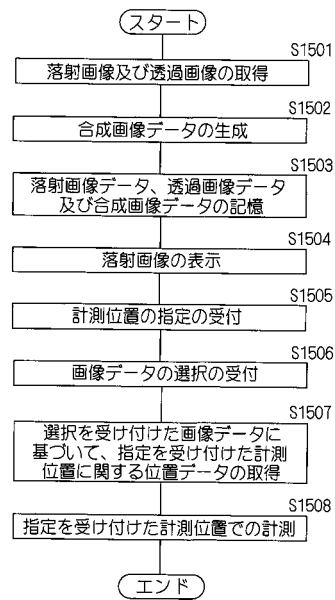 スタート
S1501
落射画像及び透過画像の取得
S1502
合成画像データの生成
S1503
落射画像データ、透過画像データ
及び合成画像データの記憶
S1504
落射画像の表示
S1505
計測位置の指定の受付
S1506
画像データの選択の受付
S1507
選択を受け付けた画像データに
基づいて、指定を受け付けた計測
位置に関する位置データの取得
S1508
指定を受け付けた計測位置での計測
エンド